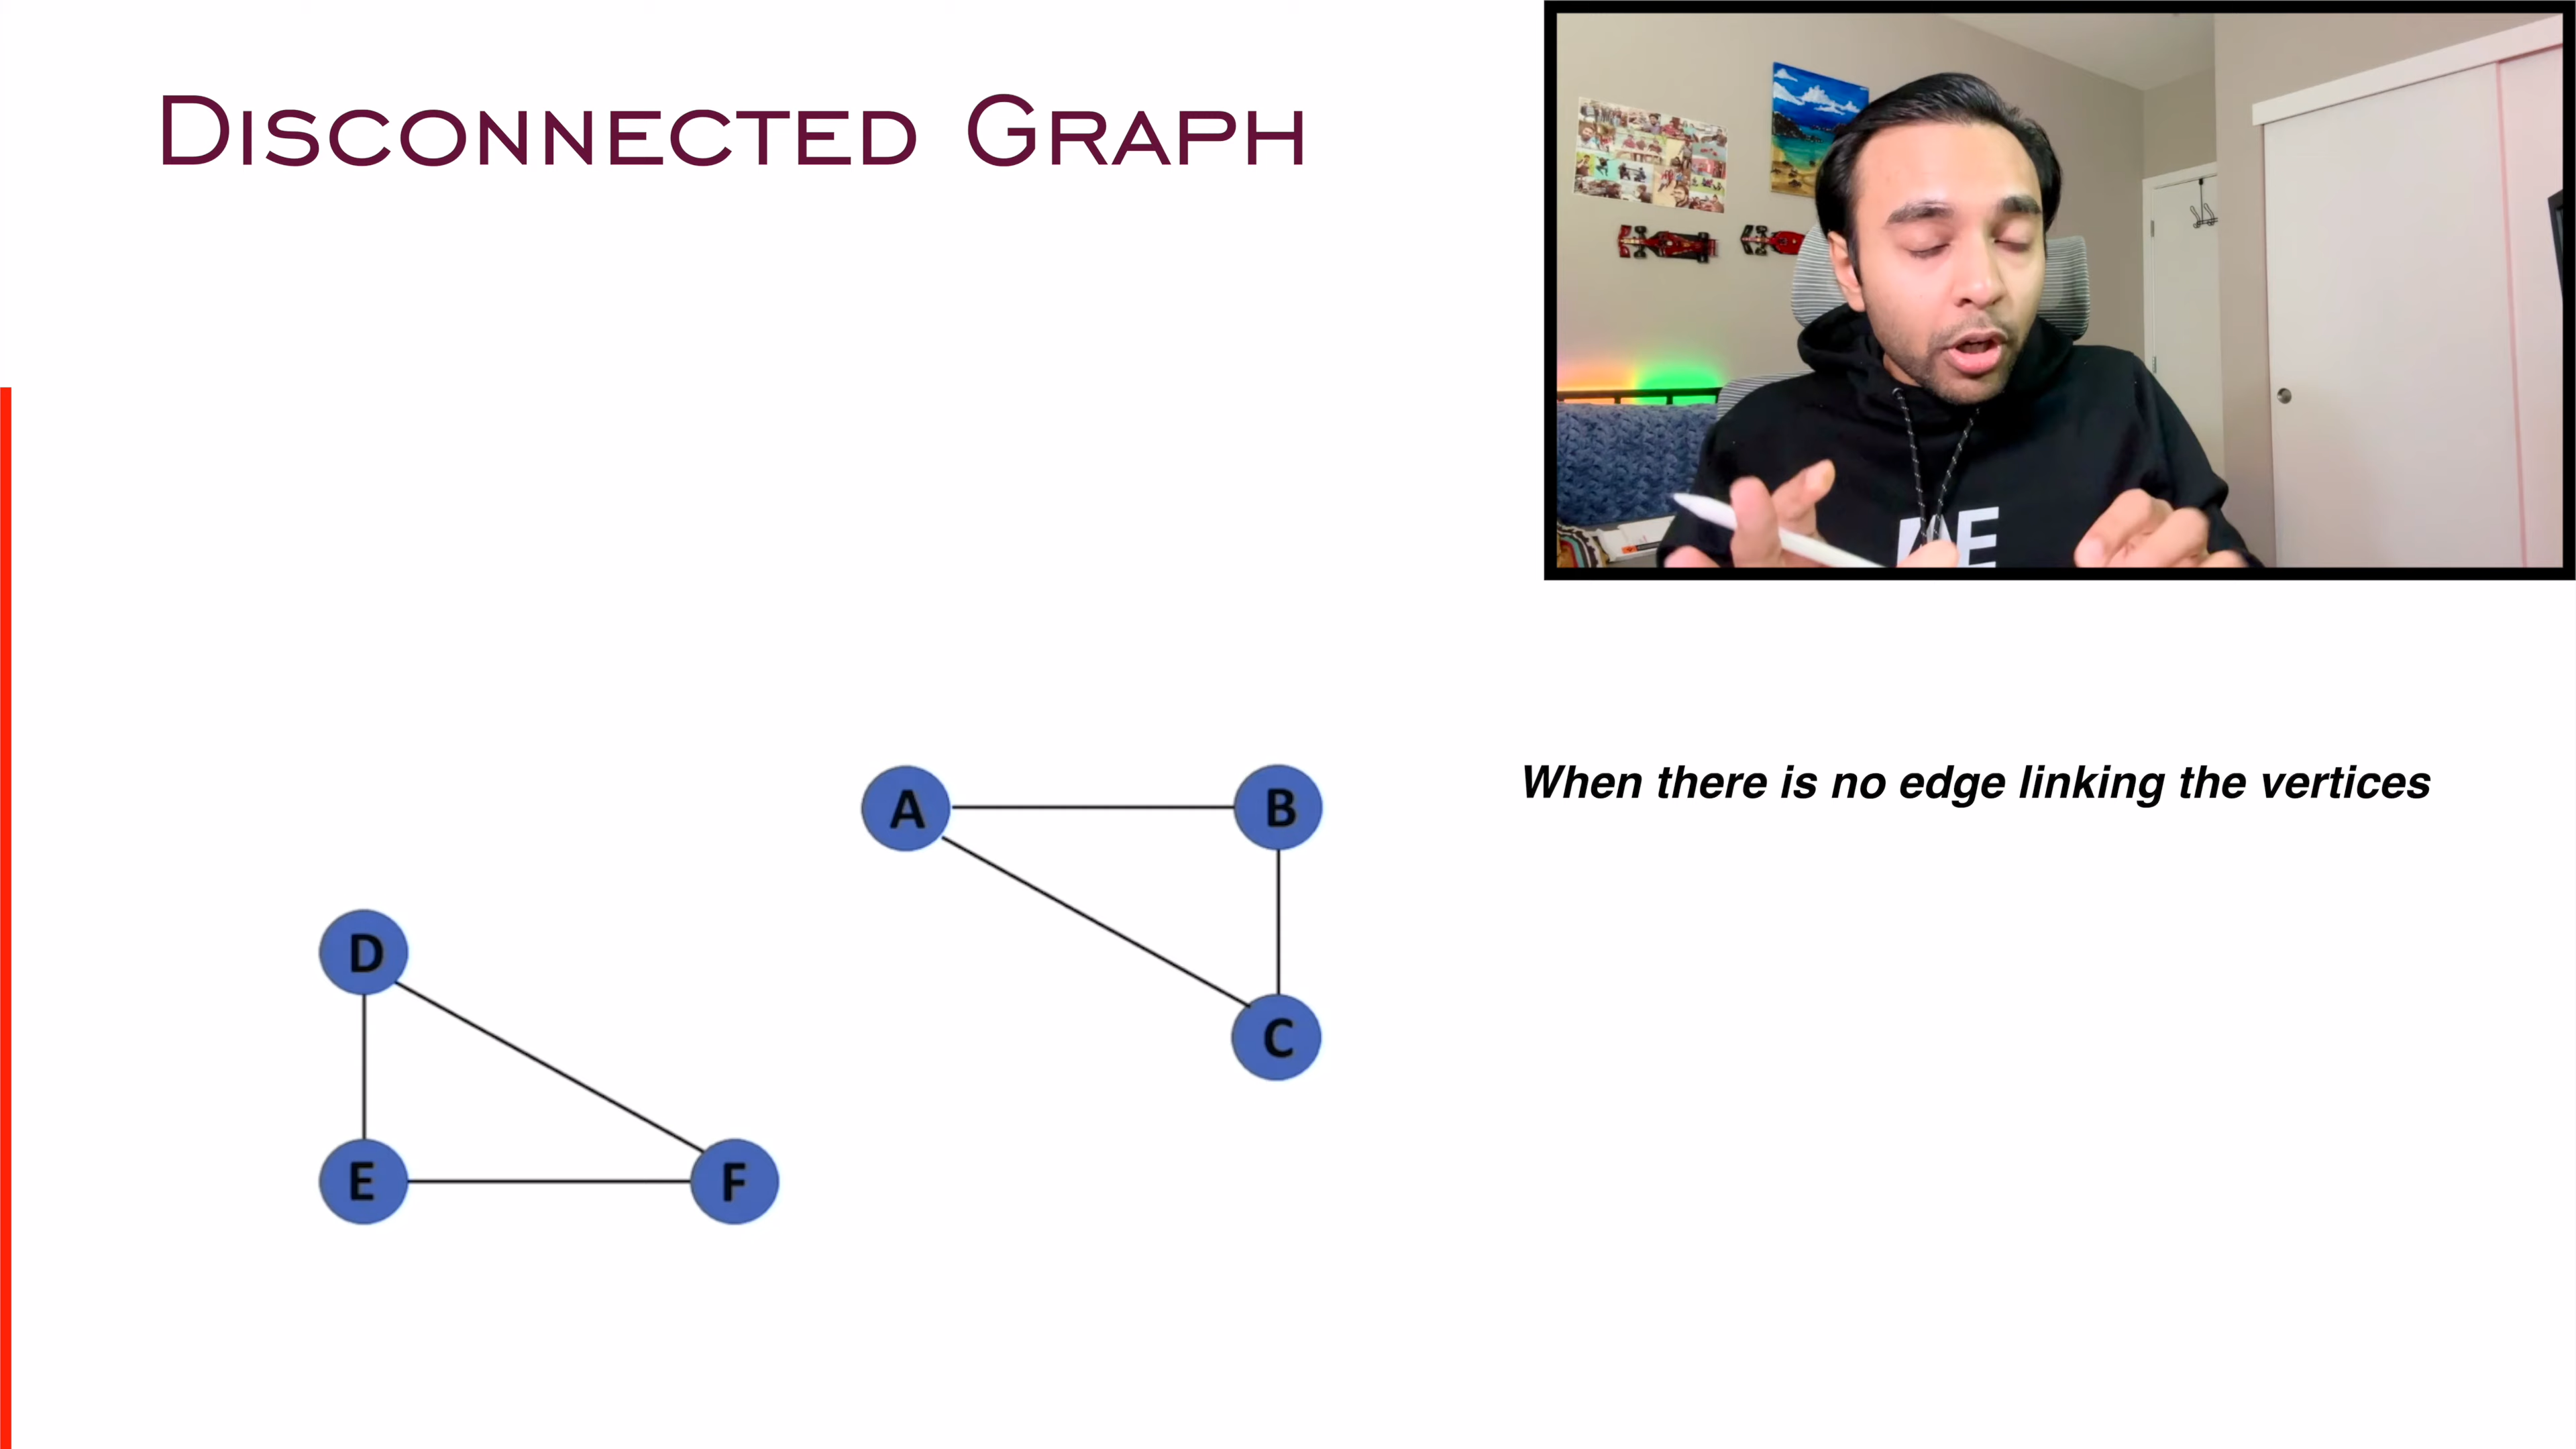 DISCONNECTED GRAPH
When there is no edge linking the vertices
A
B
C
D
E
F